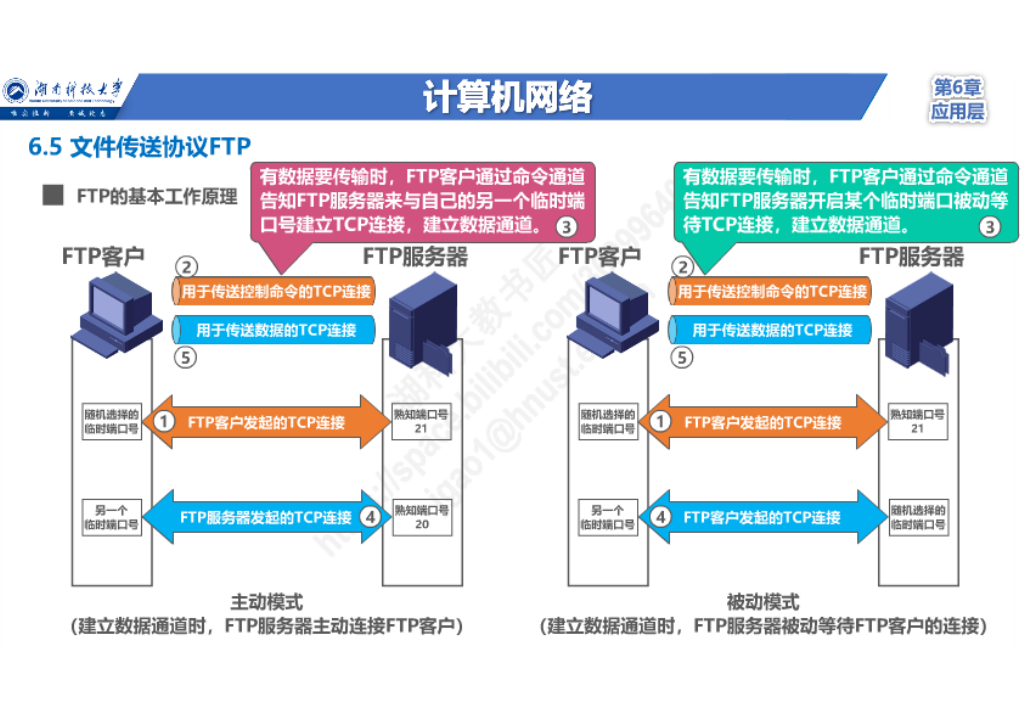 湖南科技大学
计算机网络
第6章
应用层
6.5 文件传送协议FTP
FTP的基本工作原理
有数据要传输时，FTP客户通过命令通道
告知FTP服务器来与自己的另一个临时端
口号建立TCP连接，建立数据通道。 ③
FTP客户
FTP服务器
②
用于传送控制命令的TCP连接
用于传送数据的TCP连接
⑤
随机选择的
临时端口号
① FTP客户发起的TCP连接
熟知端口号
21
另一个
临时端口号
FTP服务器发起的TCP连接 ④
熟知端口号
20
主动模式
(建立数据通道时，FTP服务器主动连接FTP客户)
有数据要传输时，FTP客户通过命令通道
告知FTP服务器开启某个临时端口被动等
待TCP连接，建立数据通道。 ③
FTP客户
FTP服务器
②
用于传送控制命令的TCP连接
用于传送数据的TCP连接
⑤
随机选择的
临时端口号
① FTP客户发起的TCP连接
熟知端口号
21
另一个
临时端口号
④ FTP客户发起的TCP连接
随机选择的
临时端口号
被动模式
(建立数据通道时，FTP服务器被动等待FTP客户的连接)